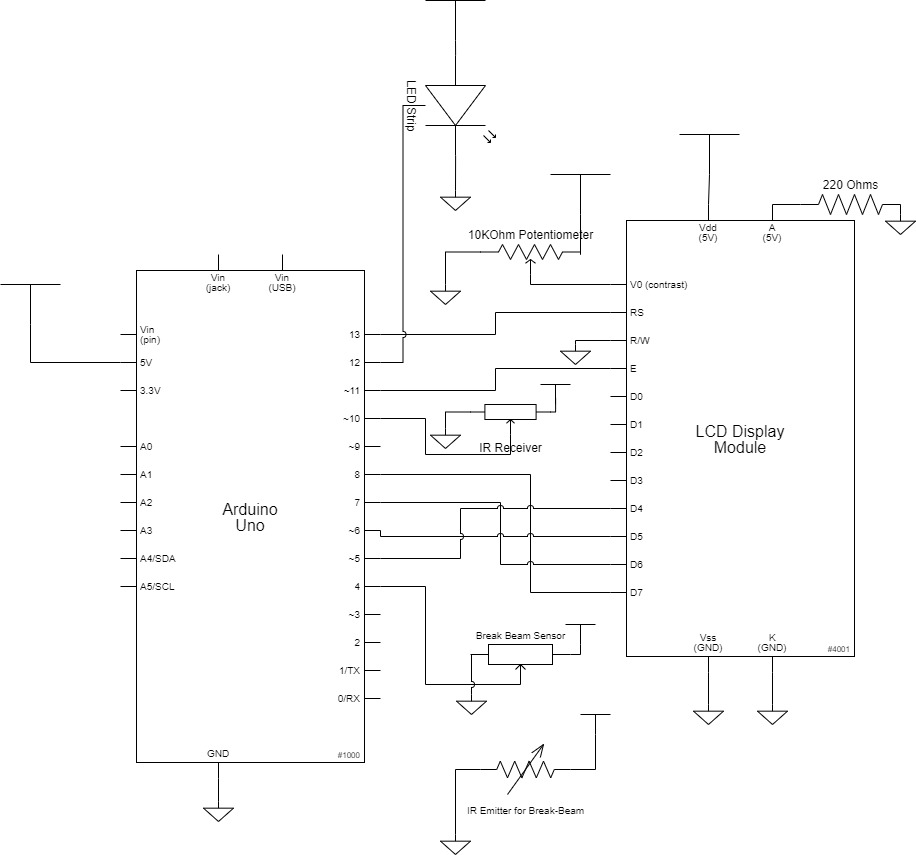 LED Strip
220 Ohms
10KOhm Potentiometer
Vdd
(5V)
A
(5V)
Vin
(jack)
Vin
(USB)
V0 (contrast)
RS
R/W
E
D0
D1
D2
D3
D4
D5
D6
D7
LCD Display
Module
Vss
(GND)
K
(GND)
#4001
Vin
(pin)
5V
3.3V
A0
A1
A2
A3
A4/SDA
A5/SCL
Arduino
Uno
13
12
~11
~10
~9
8
7
~6
~5
4
~3
2
1/TX
0/RX
GND
#1000
IR Receiver
Break Beam Sensor
IR Emitter for Break-Beam